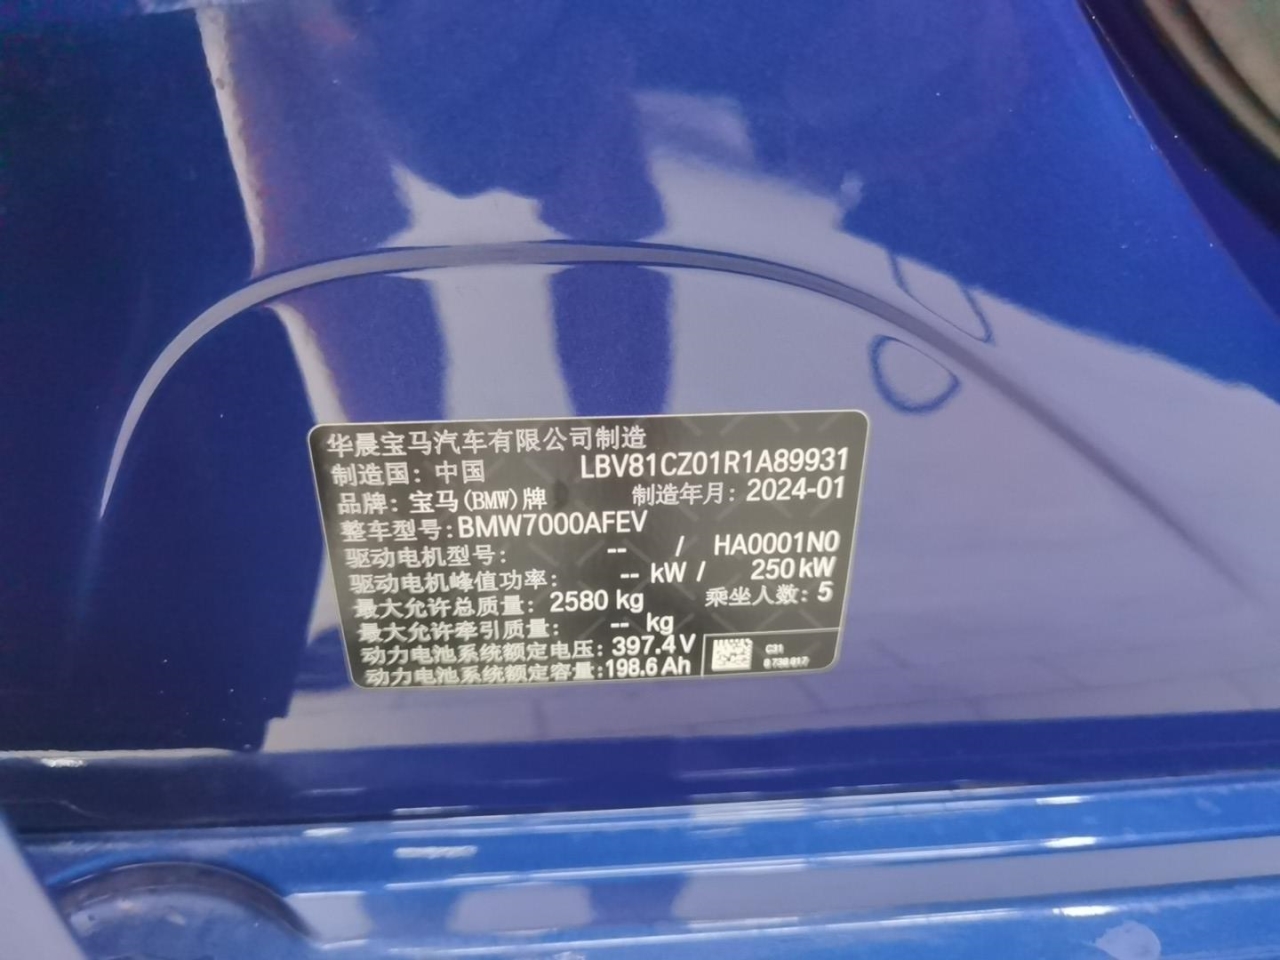 华晨宝马汽车有限公司制造
制造国：中国 LBV81CZ01R1A89931
品牌：宝马(BMW)牌 制造年月：2024-01
整车型号：BMW7000AFEV
驱动电机型号： -- / HA0001N0
驱动电机峰值功率： -- kW / 250 kW
最大允许总质量：2580 kg 乘坐人数：5
最大允许牵引质量： -- kg
动力电池系统额定电压：397.4 V
动力电池系统额定容量：198.6 Ah
C31